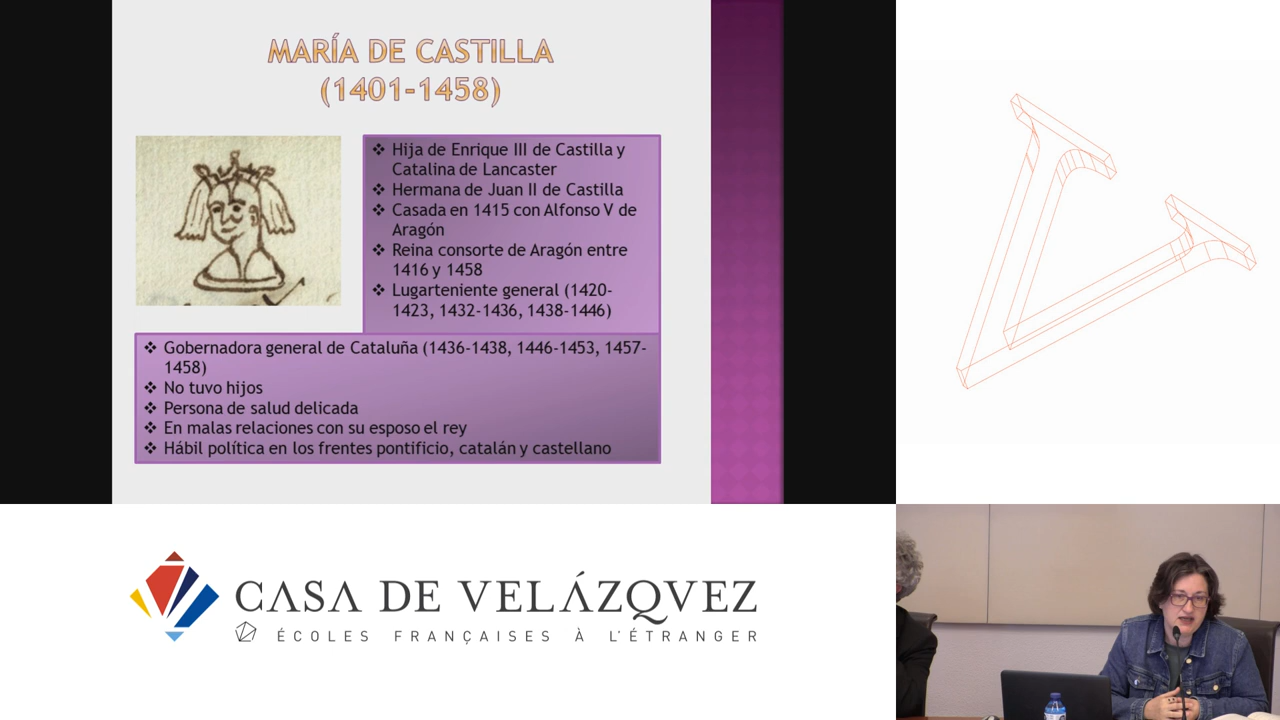 MARÍA DE CASTILLA
(1401-1458)
❖ Hija de Enrique III de Castilla y
Catalina de Lancaster
❖ Hermana de Juan II de Castilla
❖ Casada en 1415 con Alfonso V de
Aragón
❖ Reina consorte de Aragón entre
1416 y 1458
❖ Lugarteniente general (1420-
1423, 1432-1436, 1438-1446)
❖ Gobernadora general de Cataluña (1436-1438, 1446-1453, 1457-
1458)
❖ No tuvo hijos
❖ Persona de salud delicada
❖ En malas relaciones con su esposo el rey
❖ Hábil política en los frentes pontificio, catalán y castellano
CASA DE VELÁZQVEZ
ÉCOLES FRANÇAISES À L'ÉTRANGER